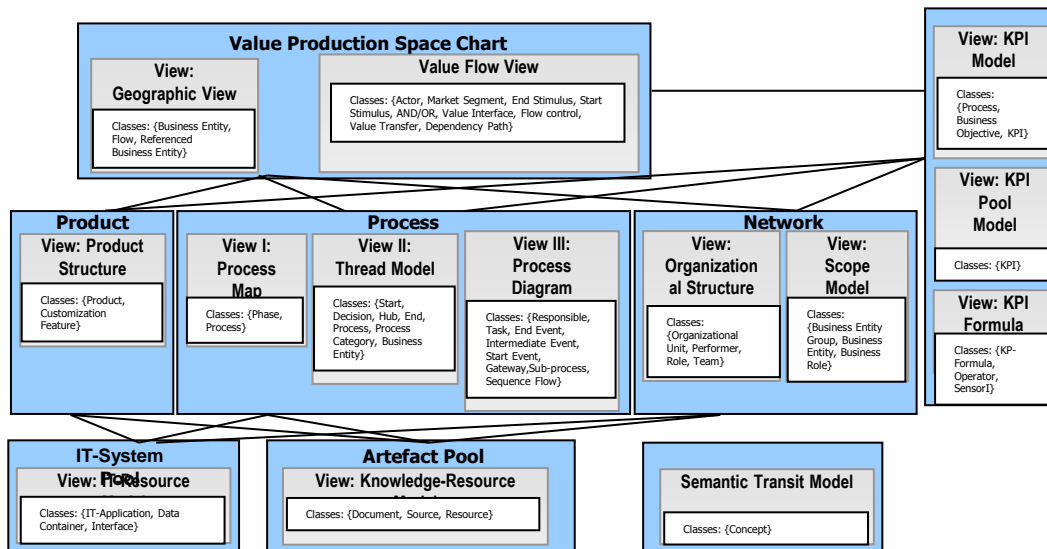 Value Production Space Chart
View:
Geographic View
Classes: {Business Entity,
Flow, Referenced
Business Entity}
Value Flow View
Classes: {Actor, Market Segment, End Stimulus, Start
Stimulus, AND/OR, Value Interface, Flow control,
Value Transfer, Dependency Path}
View: KPI
Model
Classes:
{Process,
Business
Objective, KPI}
View: KPI
Pool
Model
Classes: {KPI}
View: KPI
Formula
Classes: {KP-
Formula,
Operator,
SensorI}
Product
View: Product
Structure
Classes: {Product,
Customization
Feature}
Process
View I:
Process
Map
Classes: {Phase,
Process}
View II:
Thread Model
Classes: {Start,
Decision, Hub, End,
Process, Process
Category, Business
Entity}
View III:
Process
Diagram
Classes: {Responsible,
Task, End Event,
Intermediate Event,
Start Event,
Gateway,Sub-process,
Sequence Flow}
Network
View:
Organization
al Structure
Classes:
{Organizational
Unit, Performer,
Role, Team}
View:
Scope
Model
Classes:
{Business Entity
Group, Business
Entity, Business
Role}
IT-System
Pool
View: IT-Resource
Classes: {IT-Application, Data
Container, Interface}
Artefact Pool
View: Knowledge-Resource
Classes: {Document, Source, Resource}
Semantic Transit Model
Classes: {Concept}